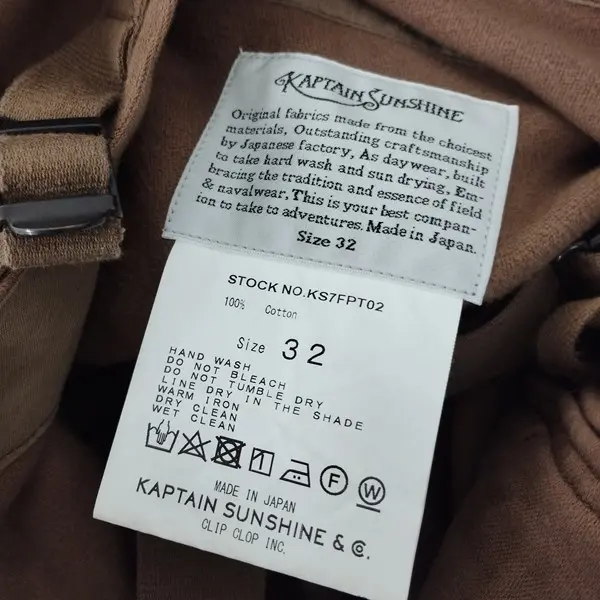 KAPTAIN SUNSHINE
Original fabrics made from the choicest
materials, Outstanding craftsmanship
by Japanese factory, As daywear, built
to take hard wash and sun drying, Em-
bracing the tradition and essence of field
& navalwear, This is your best compan-
ion to take to adventures. Made in Japan.
Size 32
STOCK NO.KS7FPT02
100% Cotton
Size 32
HAND WASH
DO NOT BLEACH
DO NOT TUMBLE DRY
LINE DRY IN THE SHADE
WARM IRON
DRY CLEAN
WET CLEAN
F W
MADE IN JAPAN
KAPTAIN SUNSHINE & C°.
CLIP CLOP INC.